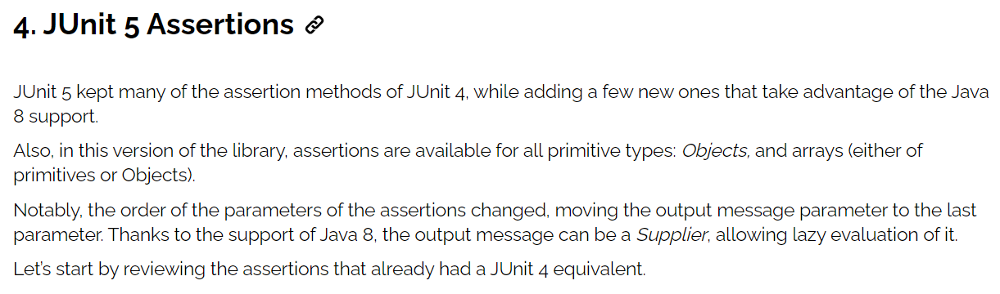 4. JUnit 5 Assertions
JUnit 5 kept many of the assertion methods of JUnit 4, while adding a few new ones that take advantage of the Java
8 support.
Also, in this version of the library, assertions are available for all primitive types: Objects, and arrays (either of
primitives or Objects).
Notably, the order of the parameters of the assertions changed, moving the output message parameter to the last
parameter. Thanks to the support of Java 8, the output message can be a Supplier, allowing lazy evaluation of it.
Let’s start by reviewing the assertions that already had a JUnit 4 equivalent.